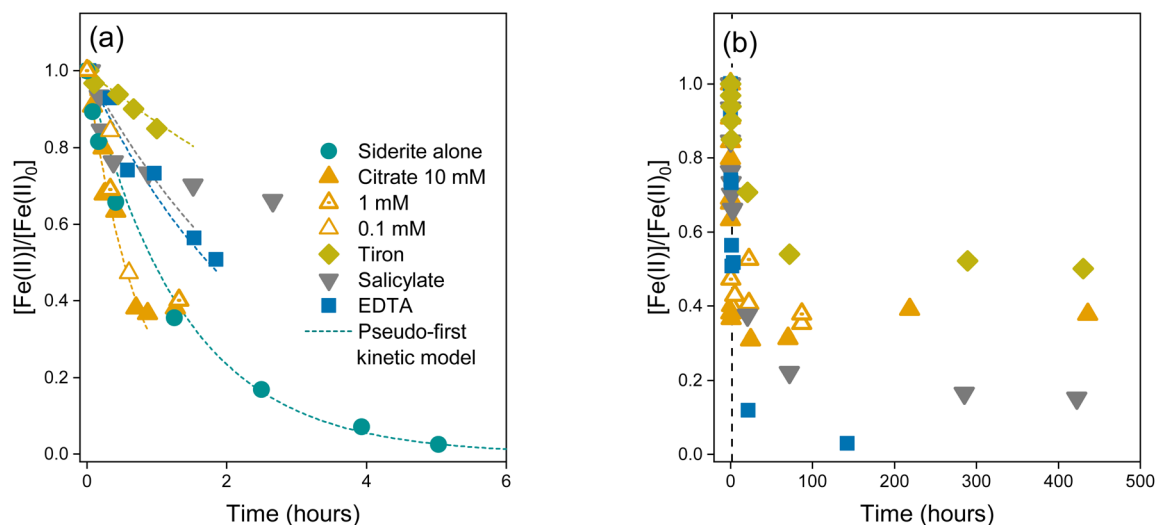 (a)
[Fe(II)]/[Fe(II)₀]
1.0
0.8
0.6
0.4
0.2
0.0
0
2
4
6
Time (hours)
Siderite alone
Citrate 10 mM
1 mM
0.1 mM
Tiron
Salicylate
EDTA
Pseudo-first
kinetic model
(b)
[Fe(II)]/[Fe(II)₀]
1.0
0.8
0.6
0.4
0.2
0.0
0
100
200
300
400
500
Time (hours)